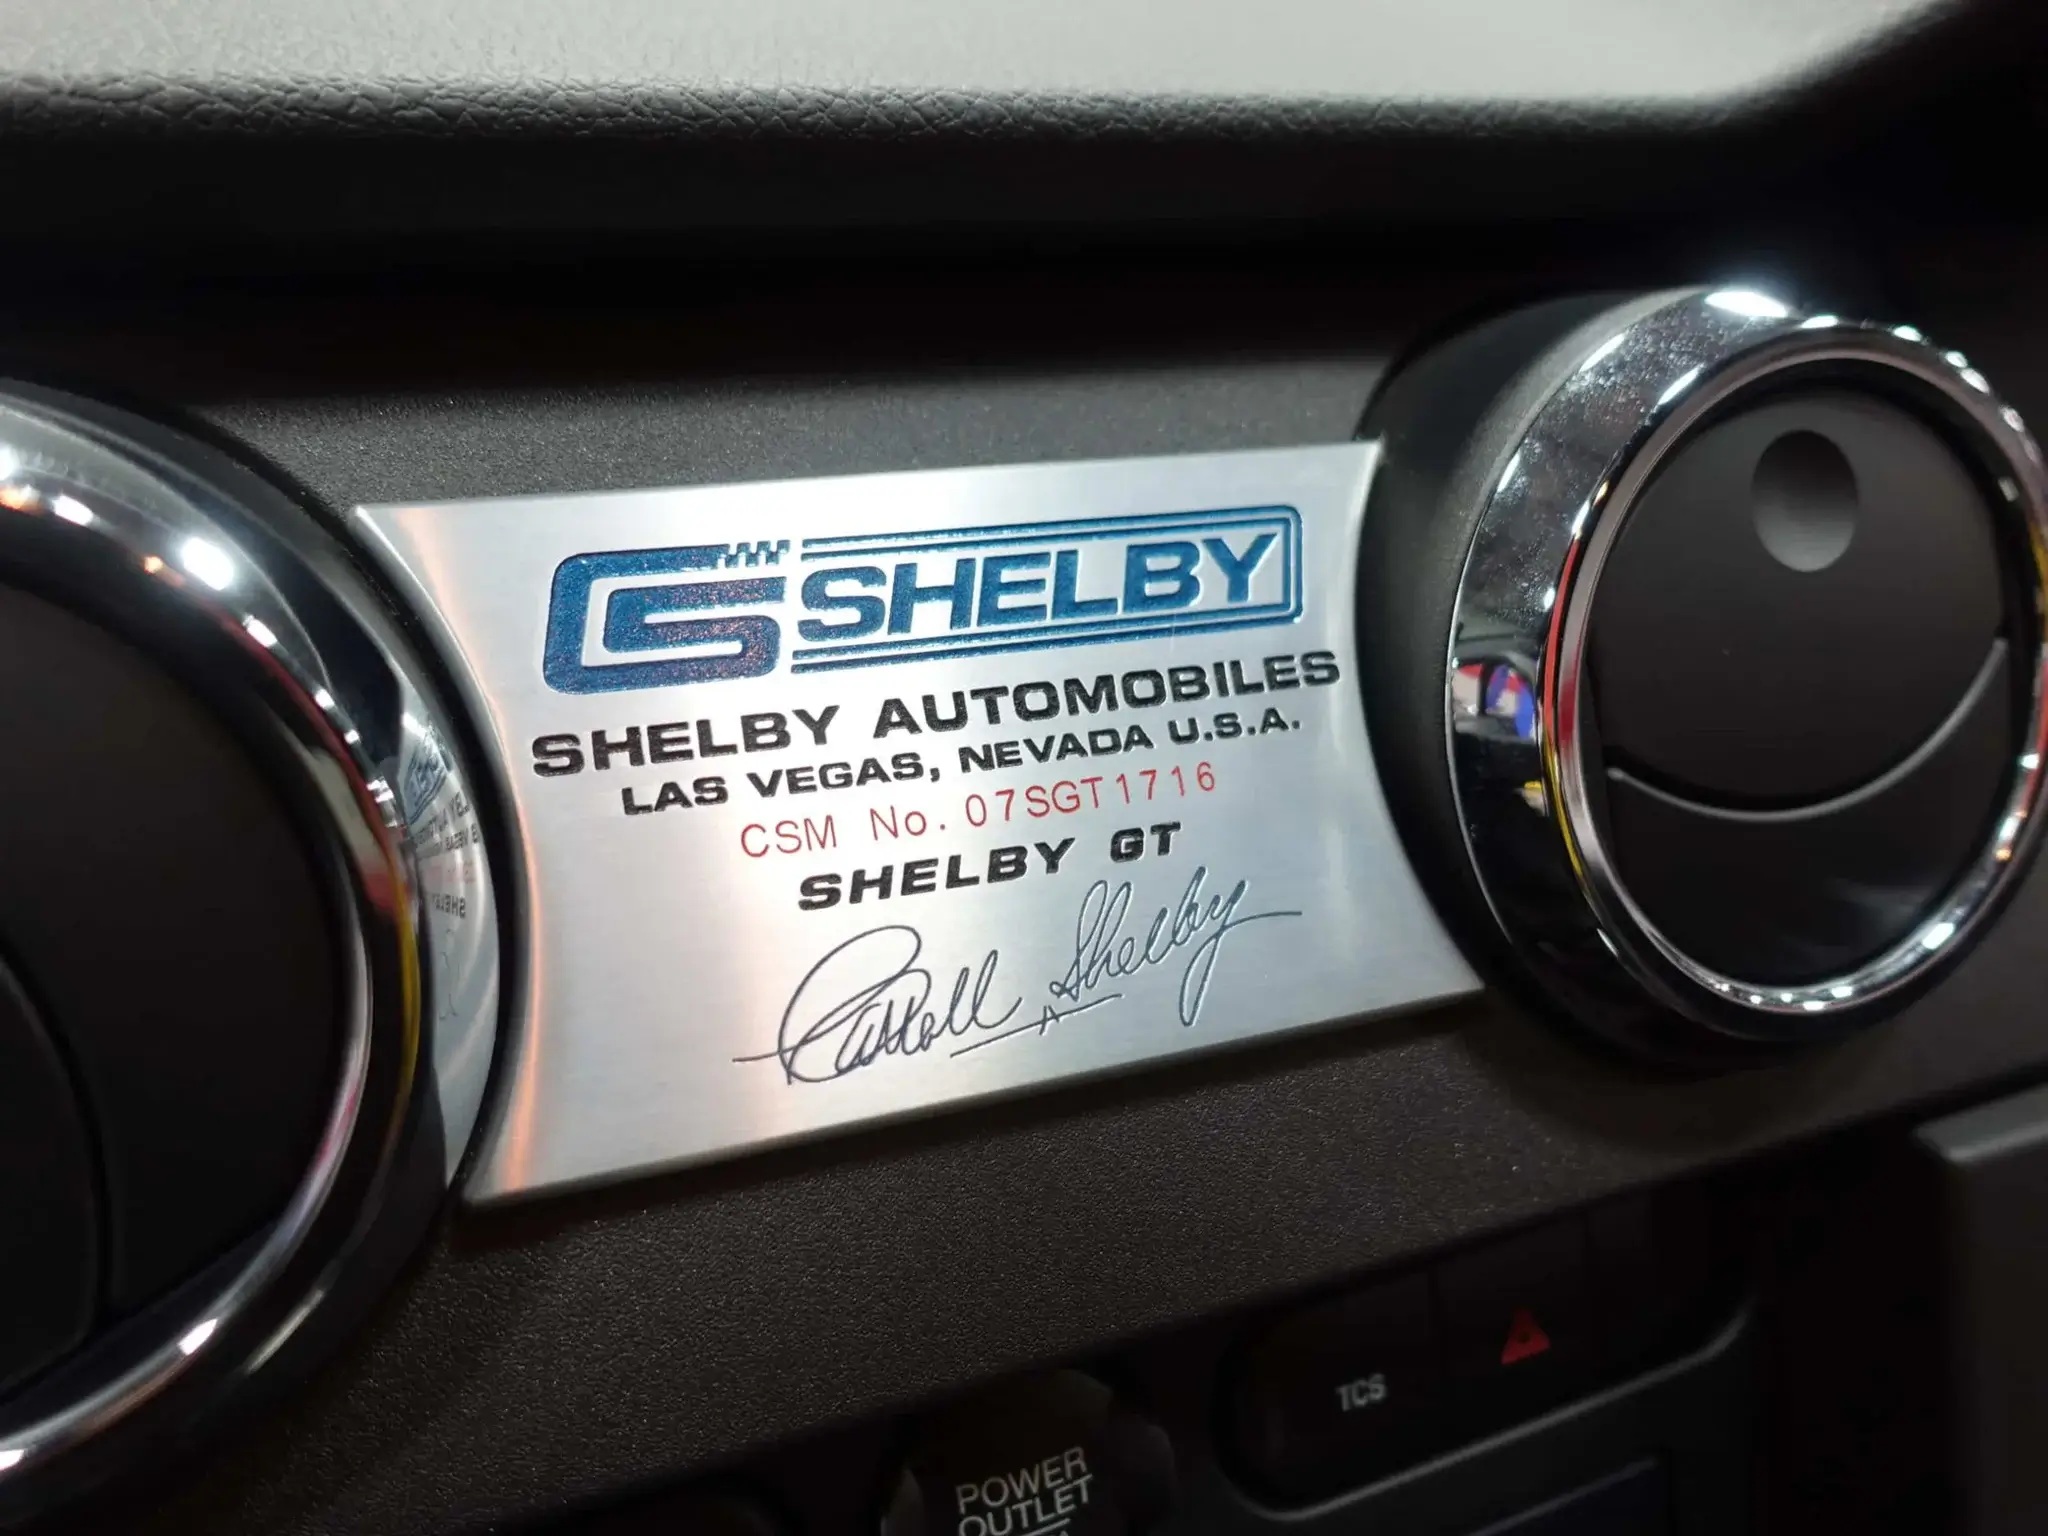 SHELBY
SHELBY AUTOMOBILES
LAS VEGAS, NEVADA U.S.A.
CSM No. 07SGT1716
SHELBY GT
Carroll Shelby
TCS
POWER
OUTLET